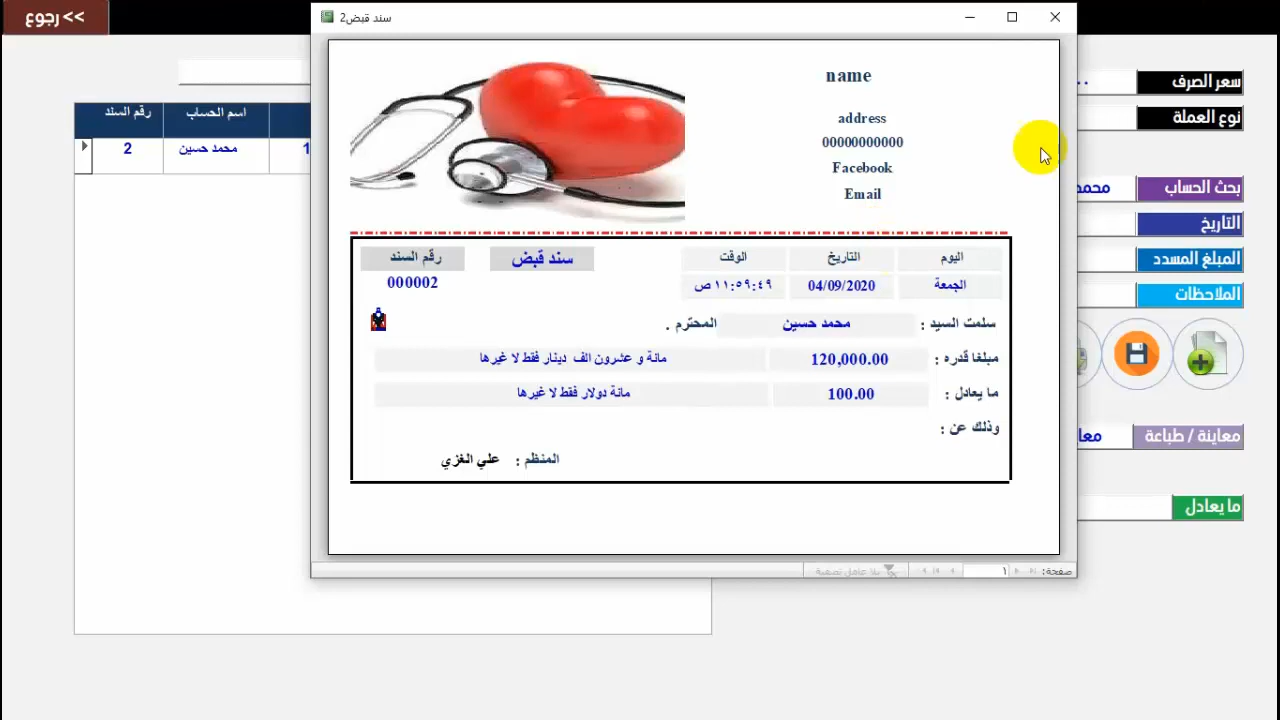 رجوع >>
سند قبض2
name
address
00000000000
Facebook
Email
سعر الصرف
نوع العملة
بحث الحساب
التاريخ
المبلغ المسدد
الملاحظات
معاينة / طباعة
ما يعادل
اسم الحساب رقم السند
محمد حسين 2
اليوم التاريخ الوقت سند قبض رقم السند
الجمعة 04/09/2020 ١١:٥٩:٤٩ ص 000002
سلمت السيد : محمد حسين المحترم .
مبلغا قدره : 120,000.00 مائة و عشرون الف دينار فقط لا غيرها
ما يعادل : 100.00 مائة دولار فقط لا غيرها
وذلك عن :
المنظم : علي الغزي
صفحة: ١ بلا عامل تصفية